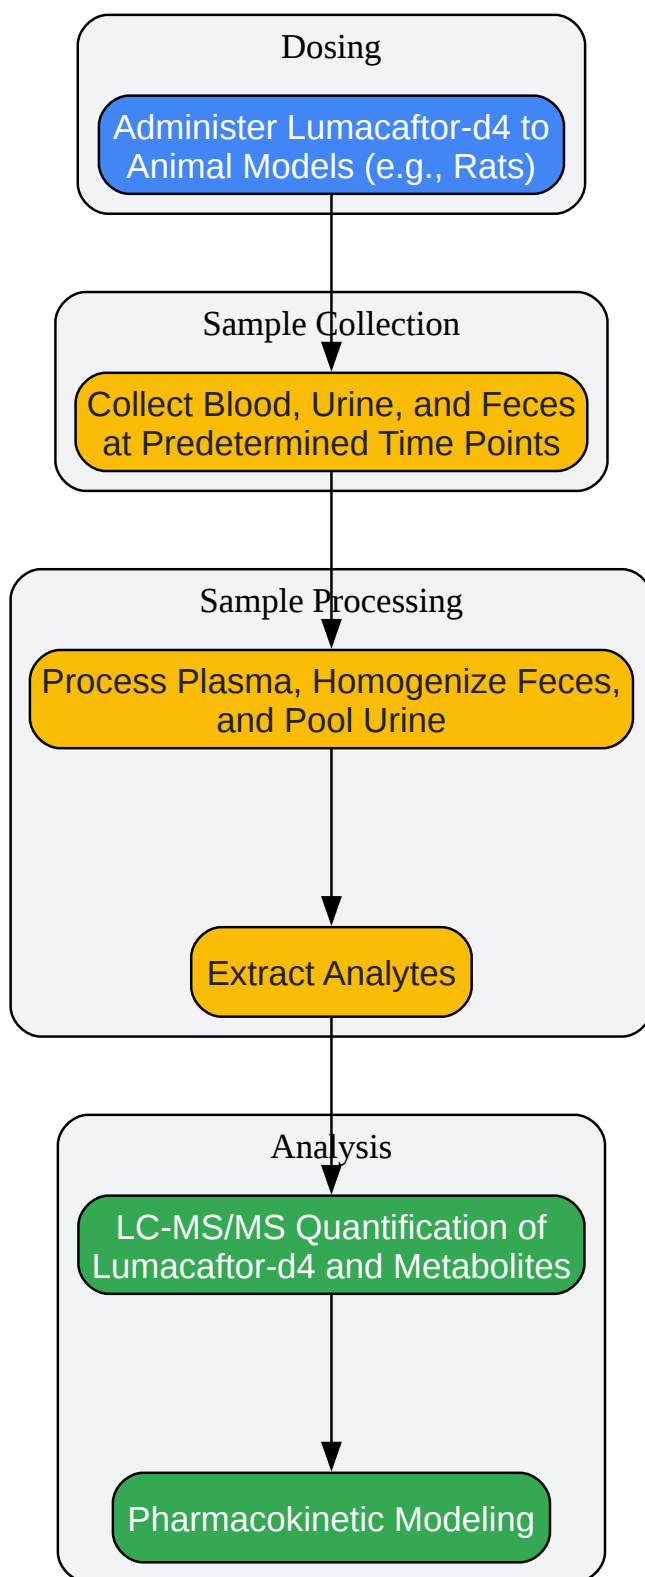 Dosing
Administer Lumacaftor-d4 to
Animal Models (e.g., Rats)
Sample Collection
Collect Blood, Urine, and Feces
at Predetermined Time Points
Sample Processing
Process Plasma, Homogenize Feces,
and Pool Urine
Extract Analytes
Analysis
LC-MS/MS Quantification of
Lumacaftor-d4 and Metabolites
Pharmacokinetic Modeling